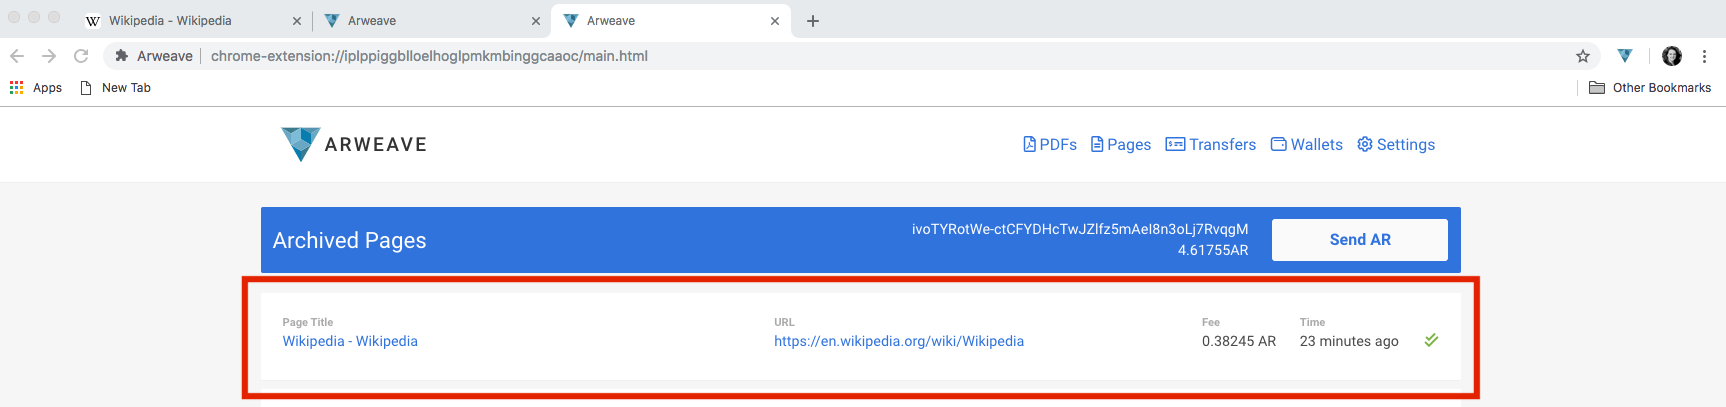 Wikipedia - Wikipedia
Arweave
Arweave
Arweave chrome-extension://iplppiggblloelhoglpmkmbinggcaaoc/main.html
Apps New Tab Other Bookmarks
ARWEAVE PDFs Pages Transfers Wallets Settings
Archived Pages
ivoTYRotWe-ctCFYDHcTwJZlfz5mAel8n3oLj7RvqgM
4.61755AR
Send AR
Page Title URL Fee Time
Wikipedia - Wikipedia https://en.wikipedia.org/wiki/Wikipedia 0.38245 AR 23 minutes ago